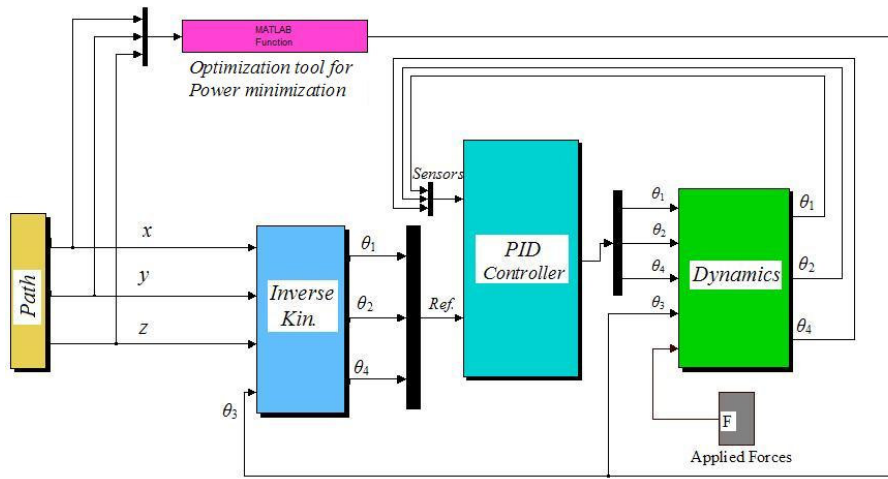 MATLAB
Function
Optimization tool for
Power minimization
Path
x
y
z
θ3
Inverse
Kin.
θ1
θ2
θ4
Ref.
Sensors
PID
Controller
θ1
θ2
θ4
θ3
Dynamics
θ1
θ2
θ4
F
Applied Forces